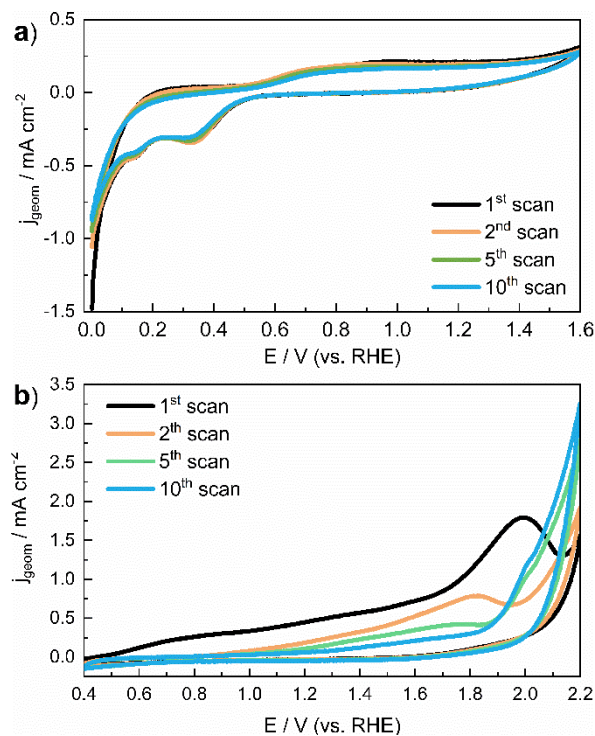 a)
0.5
0.0
-0.5
-1.0
-1.5
j_geom / mA cm⁻²
1ˢᵗ scan
2ⁿᵈ scan
5ᵗʰ scan
10ᵗʰ scan
0.0 0.2 0.4 0.6 0.8 1.0 1.2 1.4 1.6
E / V (vs. RHE)
b)
3.5
3.0
2.5
2.0
1.5
1.0
0.5
0.0
j_geom / mA cm⁻²
1ˢᵗ scan
2ᵗʰ scan
5ᵗʰ scan
10ᵗʰ scan
0.4 0.6 0.8 1.0 1.2 1.4 1.6 1.8 2.0 2.2
E / V (vs. RHE)